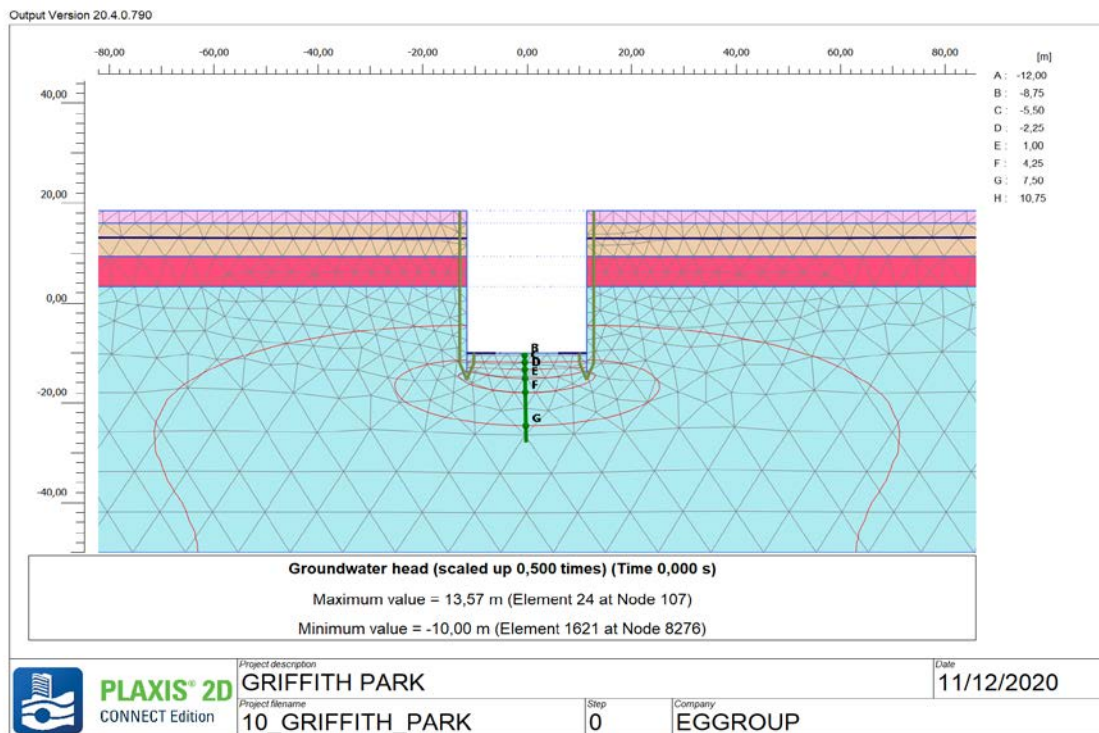 Output Version 20.4.0.790
-80,00 -60,00 -40,00 -20,00 0,00 20,00 40,00 60,00 80,00
[m]
A : -12,00
B : -8,75
C : -5,50
D : -2,25
E : 1,00
F : 4,25
G : 7,50
H : 10,75
40,00
20,00
0,00
-20,00
-40,00
B
D
E
F
G
Groundwater head (scaled up 0,500 times) (Time 0,000 s)
Maximum value = 13,57 m (Element 24 at Node 107)
Minimum value = -10,00 m (Element 1621 at Node 8276)
PLAXIS® 2D
CONNECT Edition
Project description
GRIFFITH PARK
Date
11/12/2020
Project filename
10_GRIFFITH_PARK
Step
0
Company
EGGROUP